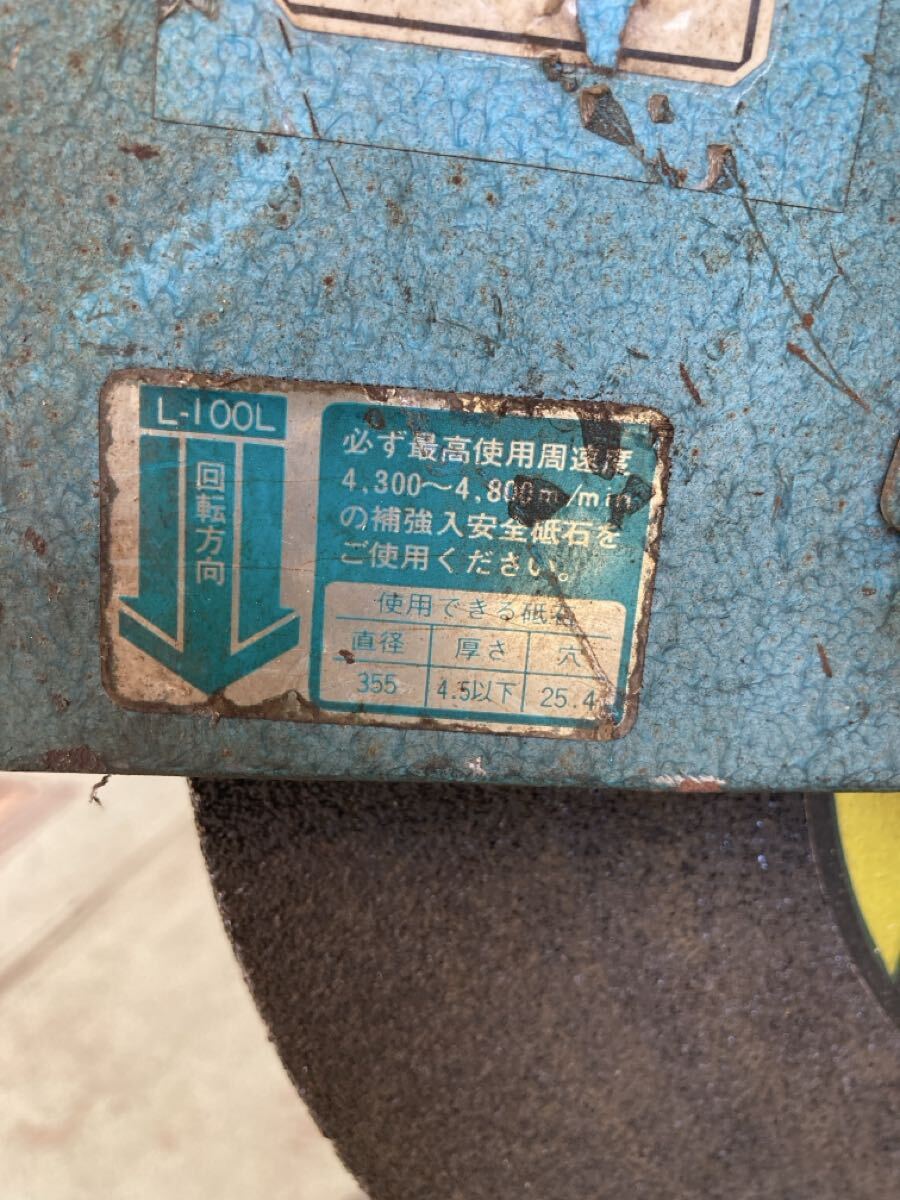 L-100L
回転方向
必ず最高使用周速度
4,300〜4,800m/min
の補強入安全砥石を
ご使用ください。
使用できる砥石
直径 厚さ 穴
355 4.5以下 25.4